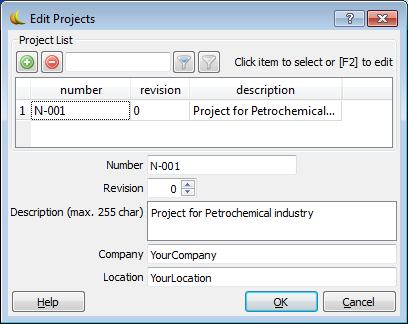 Edit Projects
Project List
Click item to select or [F2] to edit
number revision description
1 N-001 0 Project for Petrochemical...
Number N-001
Revision 0
Description (max. 255 char) Project for Petrochemical industry
Company YourCompany
Location YourLocation
Help OK Cancel